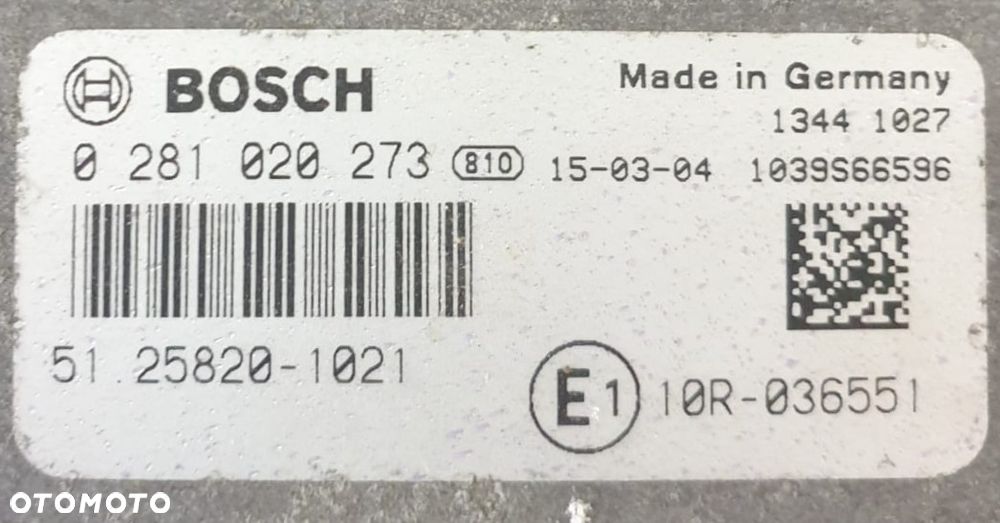 BOSCH
Made in Germany
1344 1027
0 281 020 273 810 15-03-04 1039S66596
51.25820-1021
E1 10R-036551
OTOMOTO